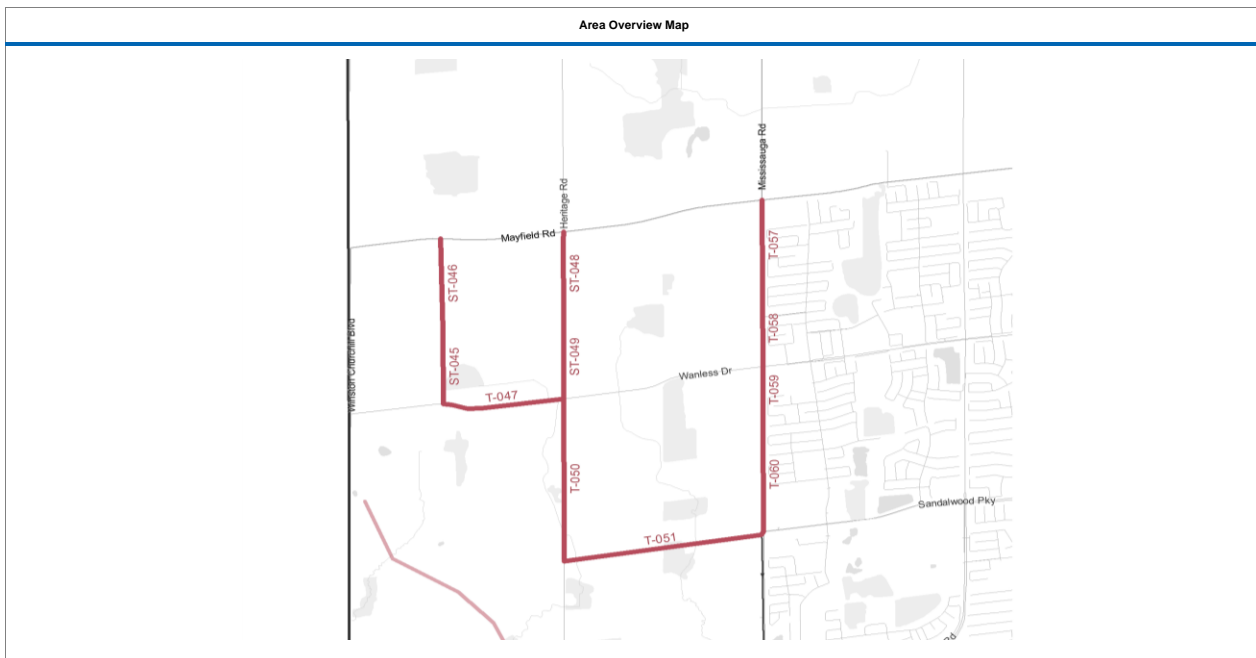 Area Overview Map
Mississauga Rd
Heritage Rd
Mayfield Rd
T-057
ST-046
ST-048
T-058
Winston Churchill Blvd
ST-045
ST-049
Wanless Dr
T-047
T-059
T-050
T-060
Sandalwood Pky
T-051
Rd